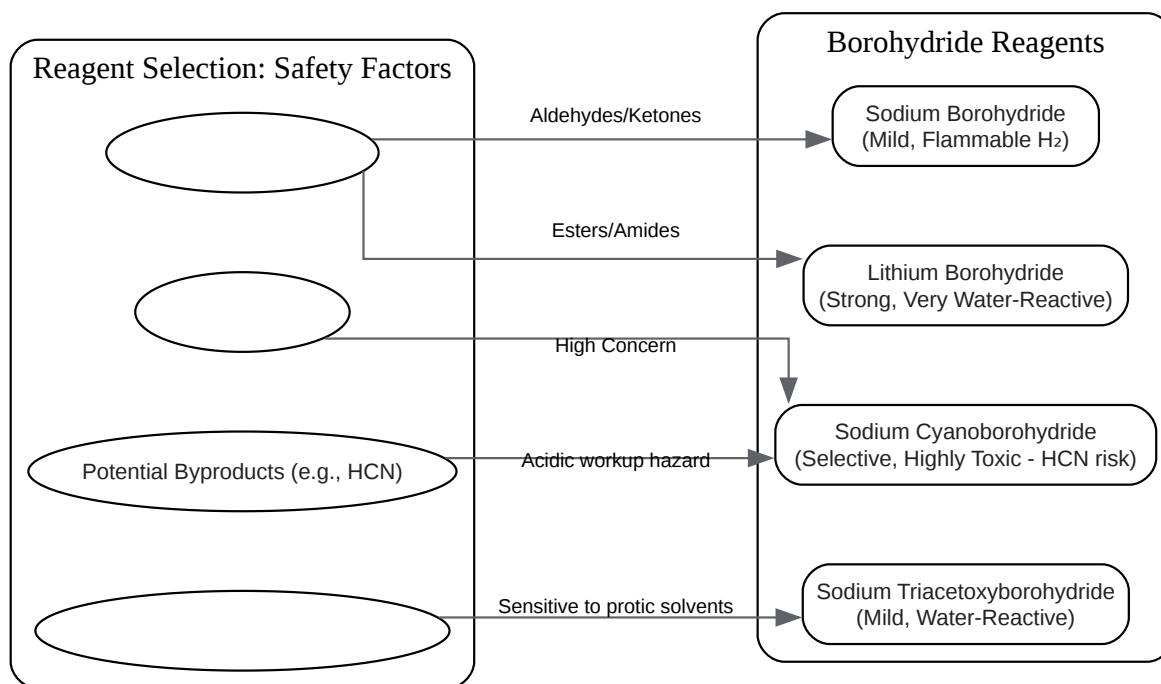 Reagent Selection: Safety Factors
Borohydride Reagents
Aldehydes/Ketones
Sodium Borohydride
(Mild, Flammable H₂)
Esters/Amides
Lithium Borohydride
(Strong, Very Water-Reactive)
High Concern
Potential Byproducts (e.g., HCN)
Acidic workup hazard
Sodium Cyanoborohydride
(Selective, Highly Toxic - HCN risk)
Sensitive to protic solvents
Sodium Triacetoxyborohydride
(Mild, Water-Reactive)